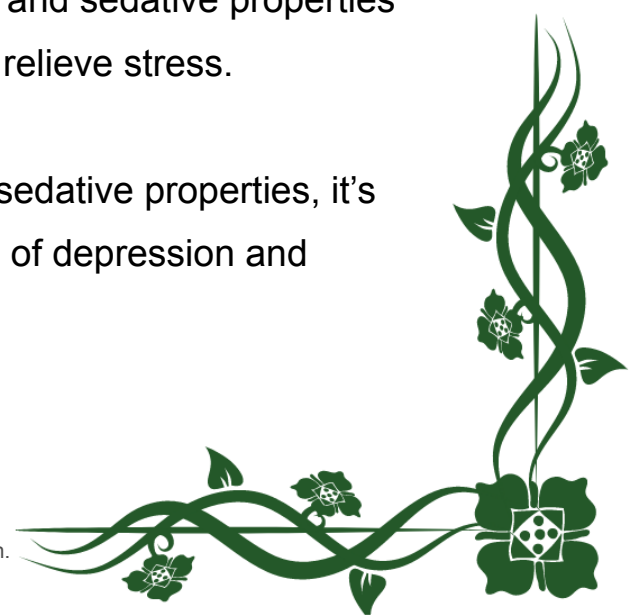 and sedative properties
relieve stress.
sedative properties, it’s
of depression and